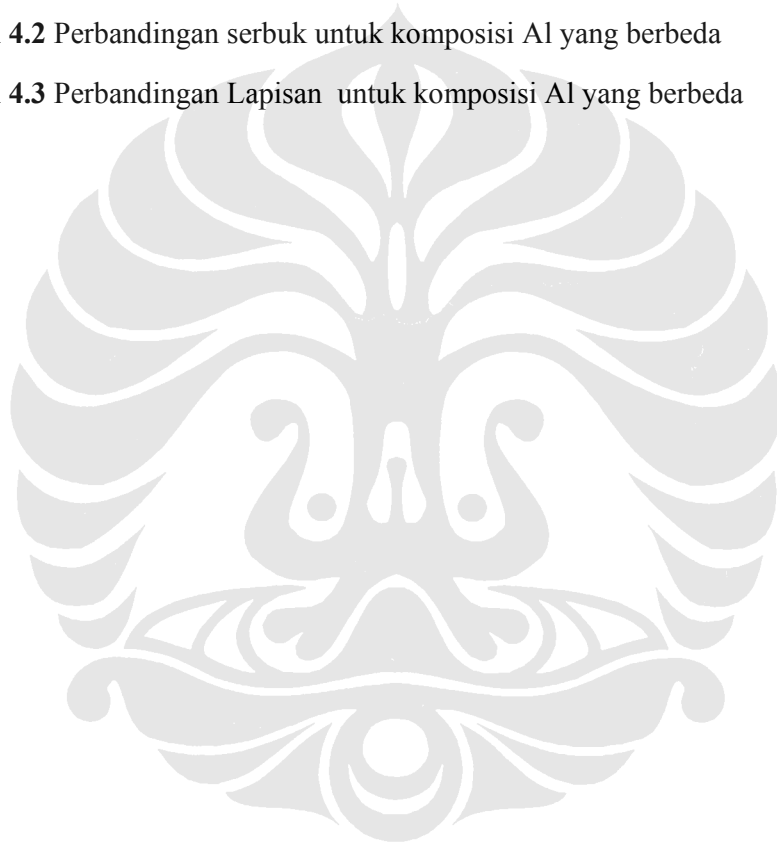 4.2 Perbandingan serbuk untuk komposisi Al yang berbeda
4.3 Perbandingan Lapisan untuk komposisi Al yang berbeda